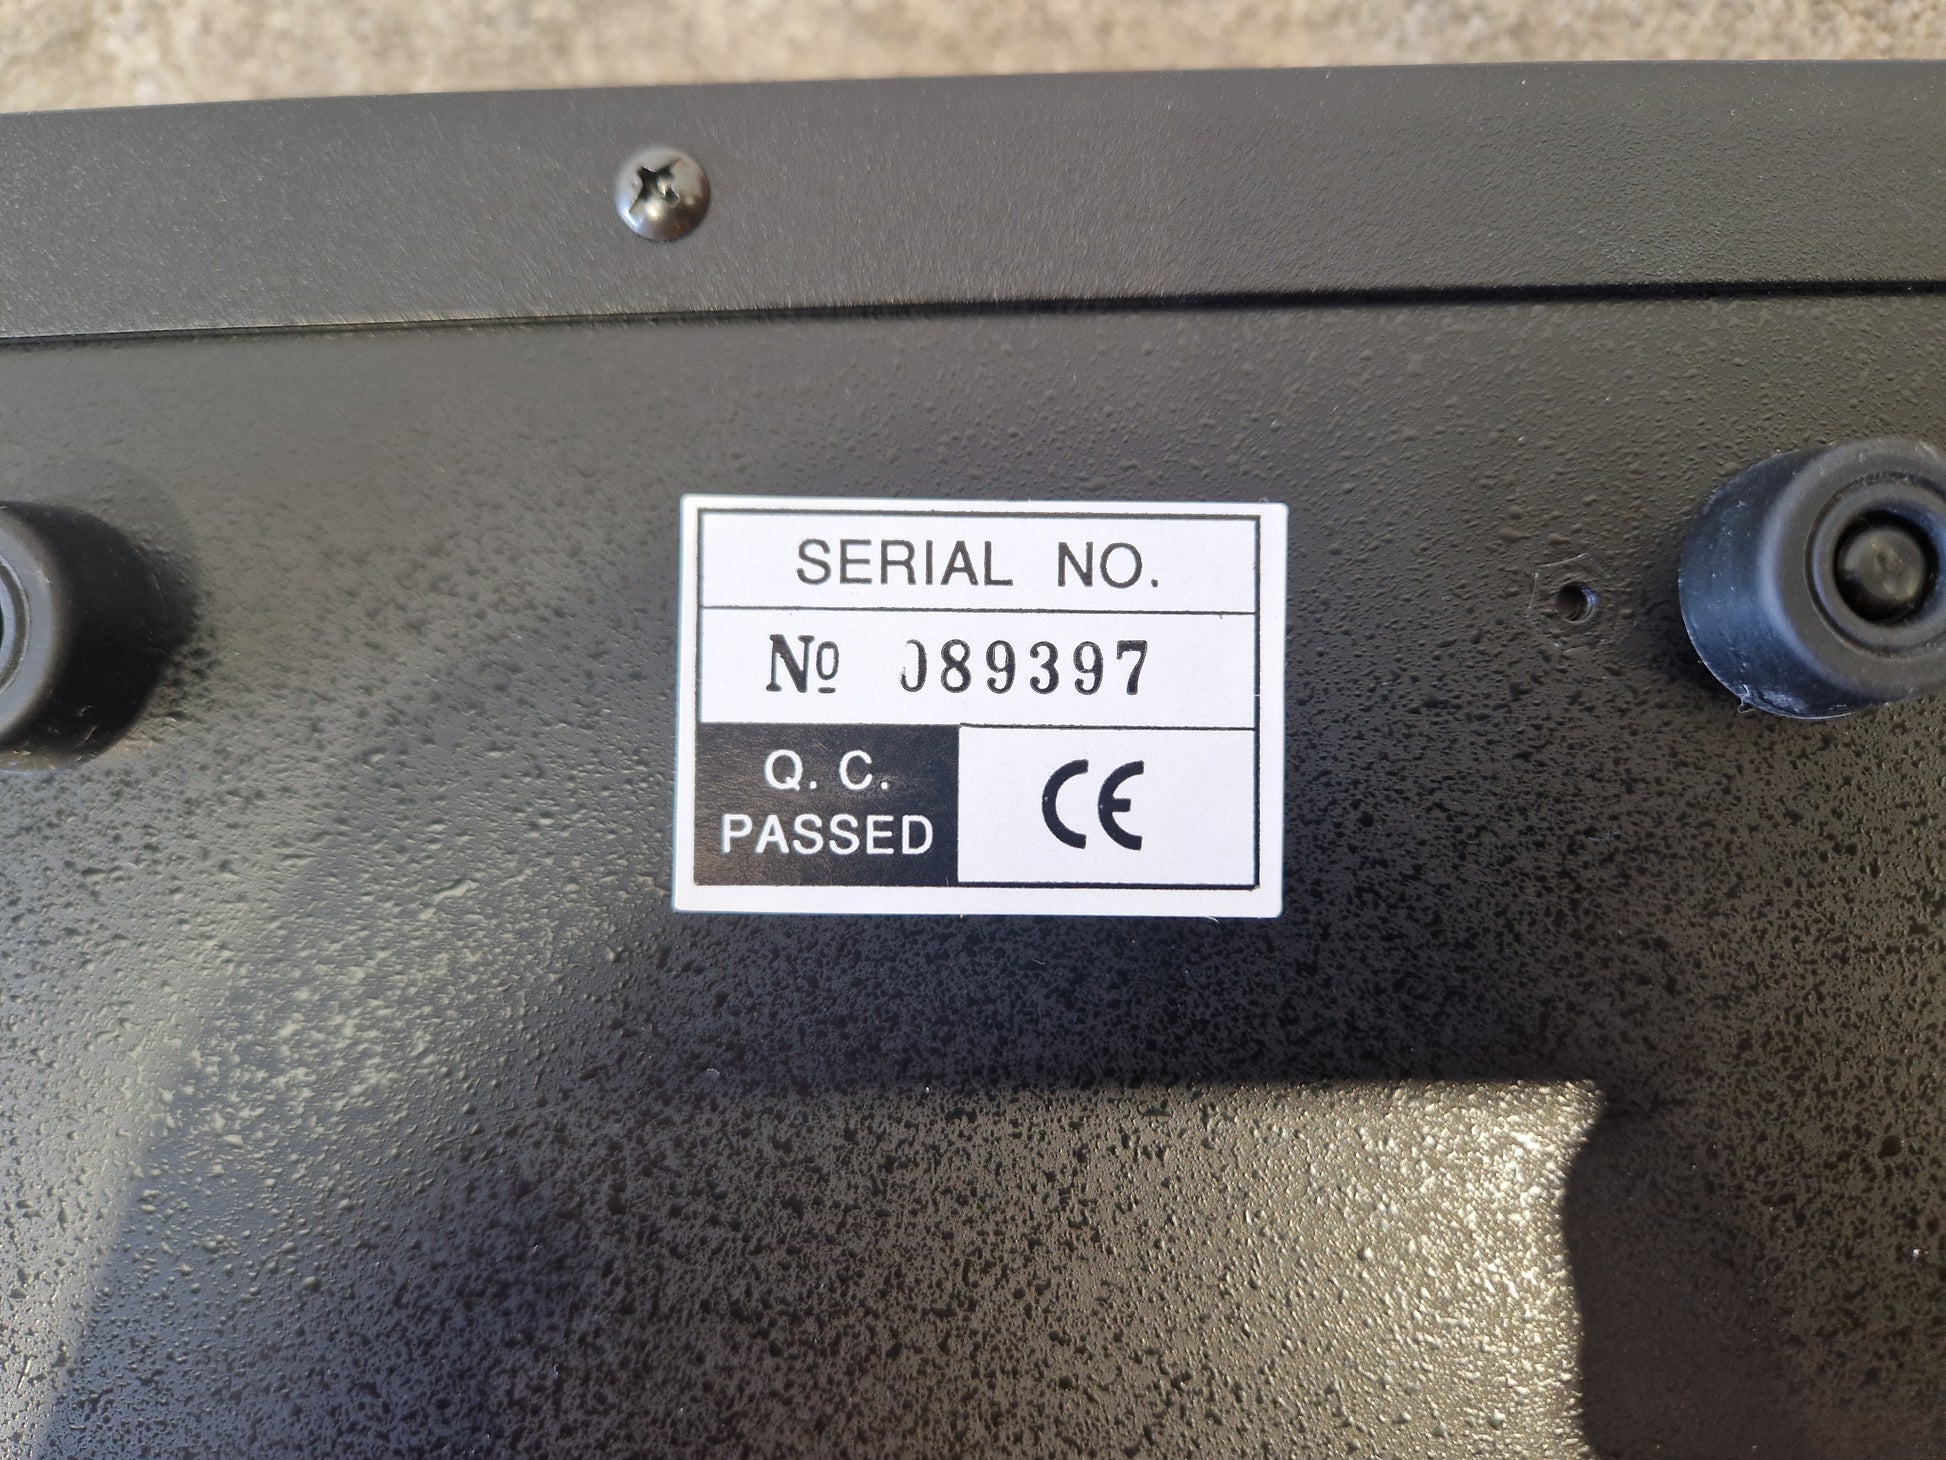 SERIAL NO.
№ 089397
Q. C.
PASSED
CE